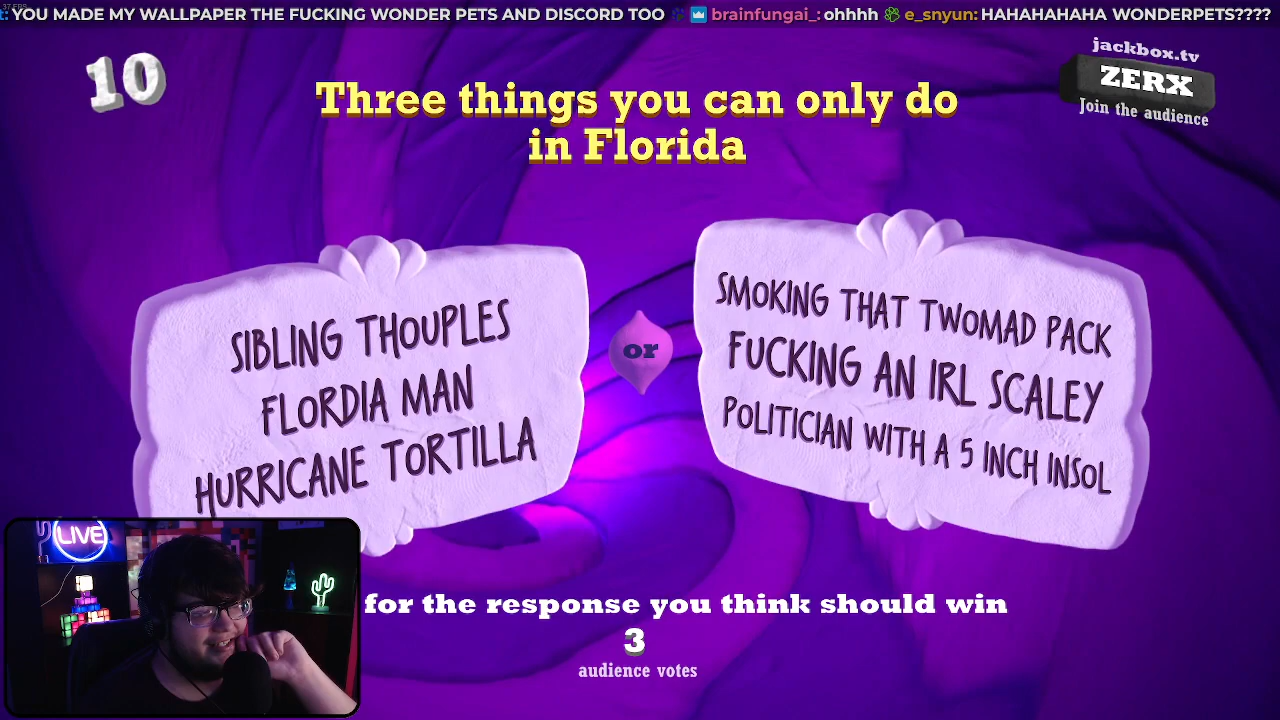 37 FPS
YOU MADE MY WALLPAPER THE FUCKING WONDER PETS AND DISCORD TOO brainfungai_: ohhhh e_snyun: HAHAHAHAHA WONDERPETS????
10
jackbox.tv
ZERX
Join the audience
Three things you can only do
in Florida
SIBLING THOUPLES
FLORDIA MAN
HURRICANE TORTILLA
or
SMOKING THAT TWOMAD PACK
FUCKING AN IRL SCALEY
POLITICIAN WITH A 5 INCH INSOL
LIVE
for the response you think should win
3
audience votes